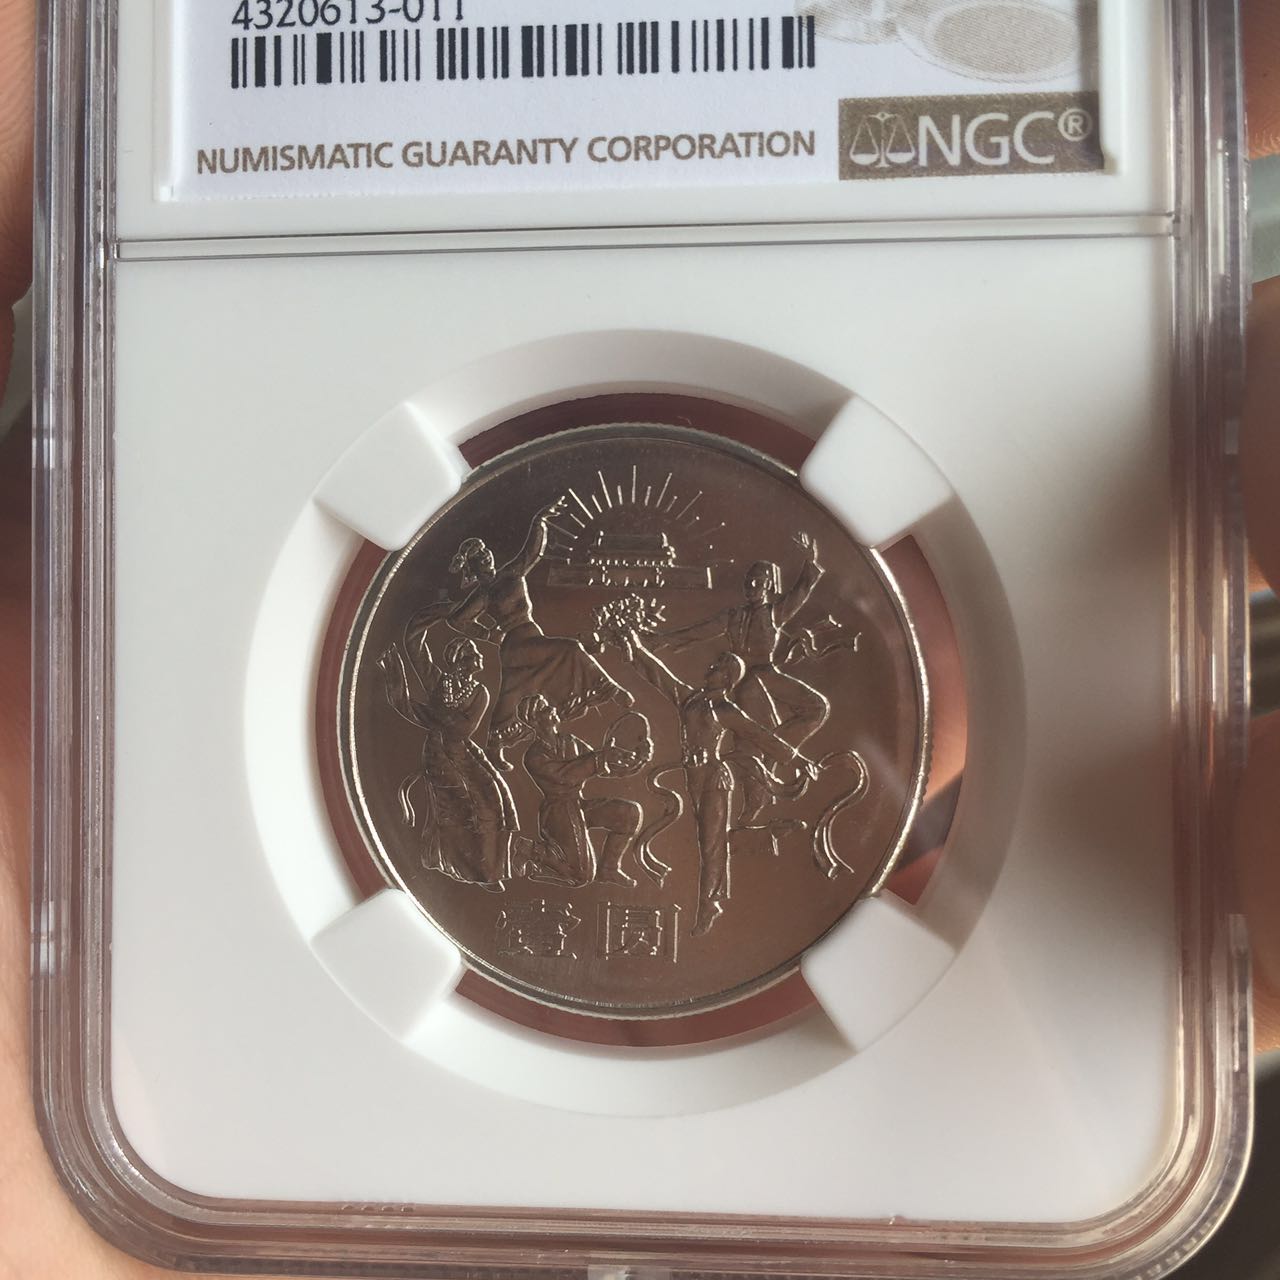 4320613-011
NUMISMATIC GUARANTY CORPORATION
NGC®
壹圓